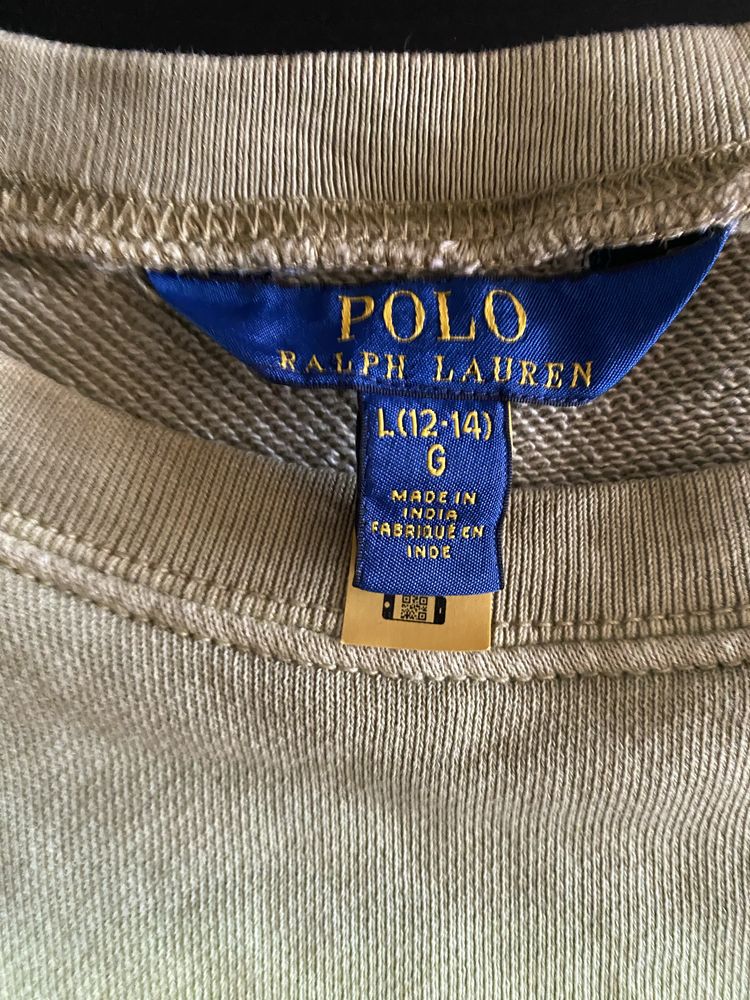 POLO
RALPH LAUREN
L(12-14)
G
MADE IN
INDIA
FABRIQUÉ EN
INDE